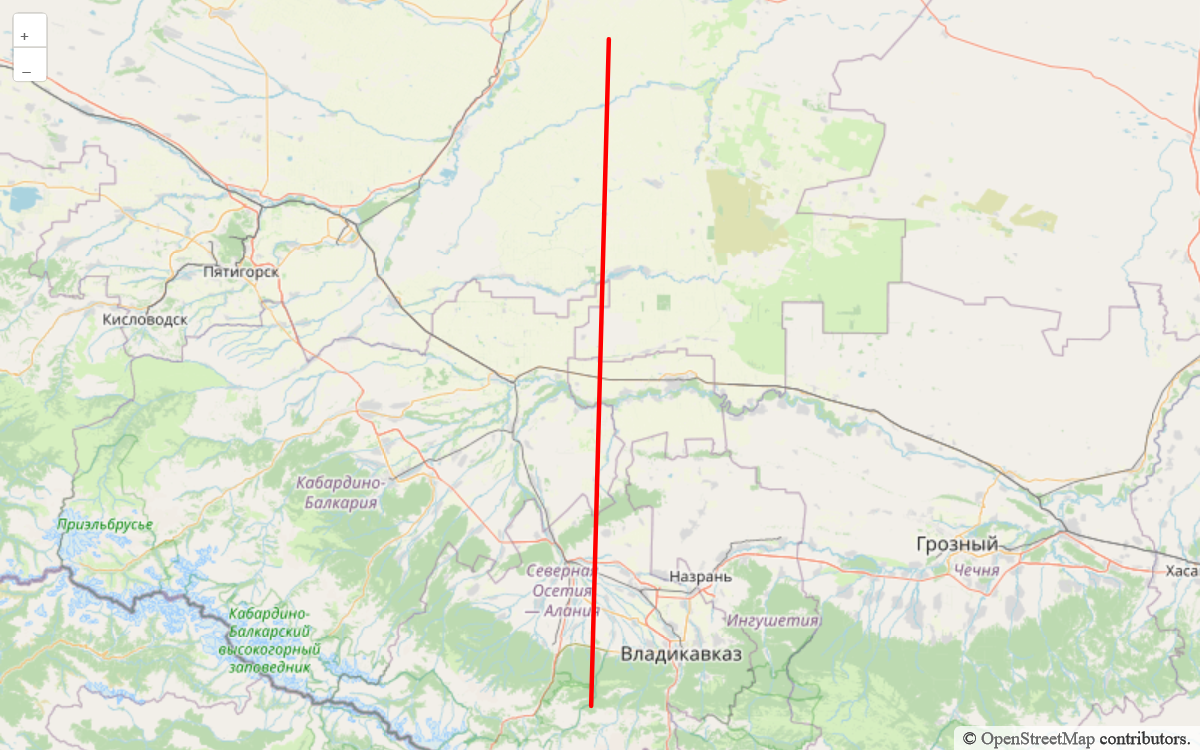 +
–
Пятигорск
Кисловодск
Кабардино-
Балкария
Приэльбрусье
Грозный
Чечня
Северная
Осетия
— Алания
Назрань
Хаса
Кабардино-
Балкарский
высокогорный
заповедник
Ингушетия
Владикавказ
© OpenStreetMap contributors.